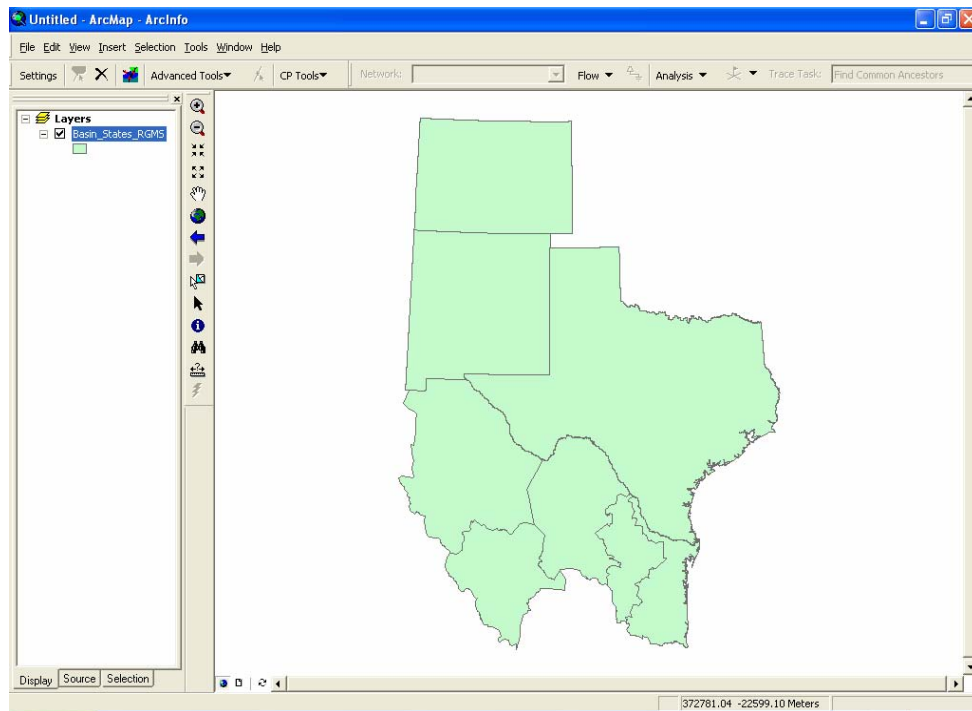 Untitled - ArcMap - ArcInfo
File Edit View Insert Selection Tools Window Help
Settings Advanced Tools CP Tools Network: Flow Analysis Trace Task: Find Common Ancestors
Layers
Basin_States_RGMS
Display Source Selection
372781.04 -22599.10 Meters